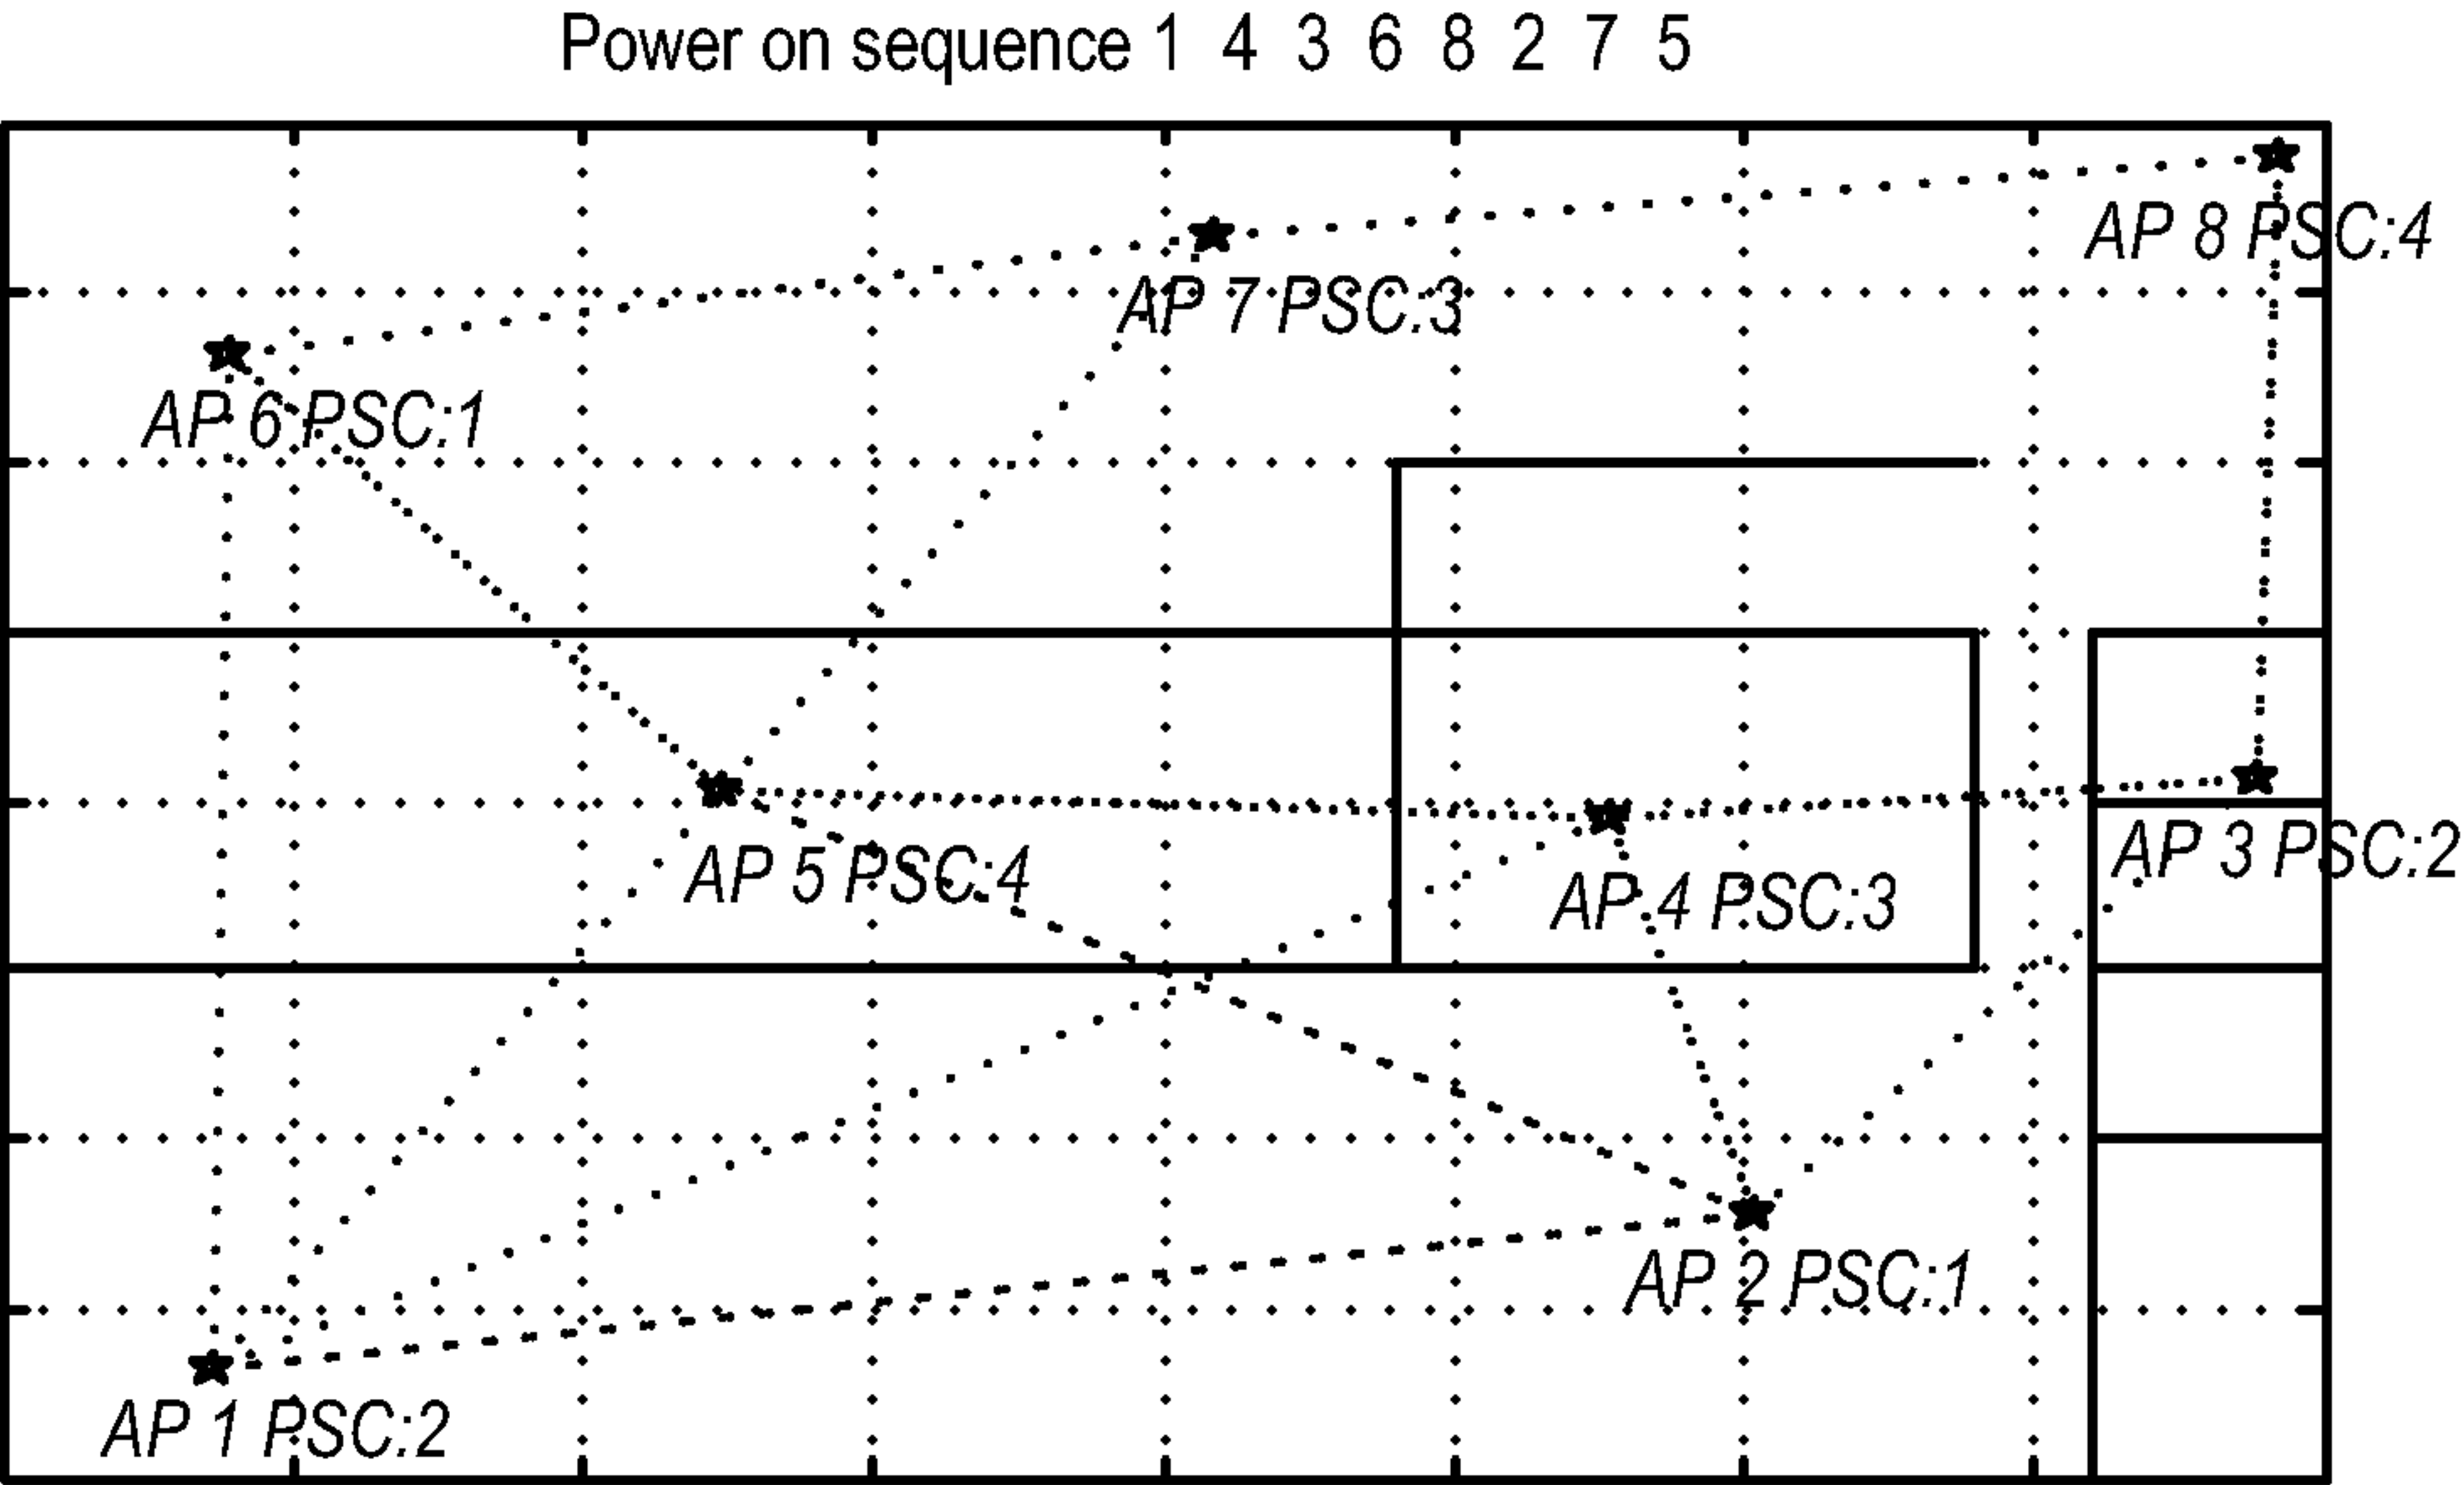 Power on sequence 1 4 3 6 8 2 7 5
AP 8 PSC:4
AP 7 PSC:3
AP 6 PSC:1
AP 3 PSC:2
AP 5 PSC:4
AP 4 PSC:3
AP 2 PSC:1
AP 1 PSC:2